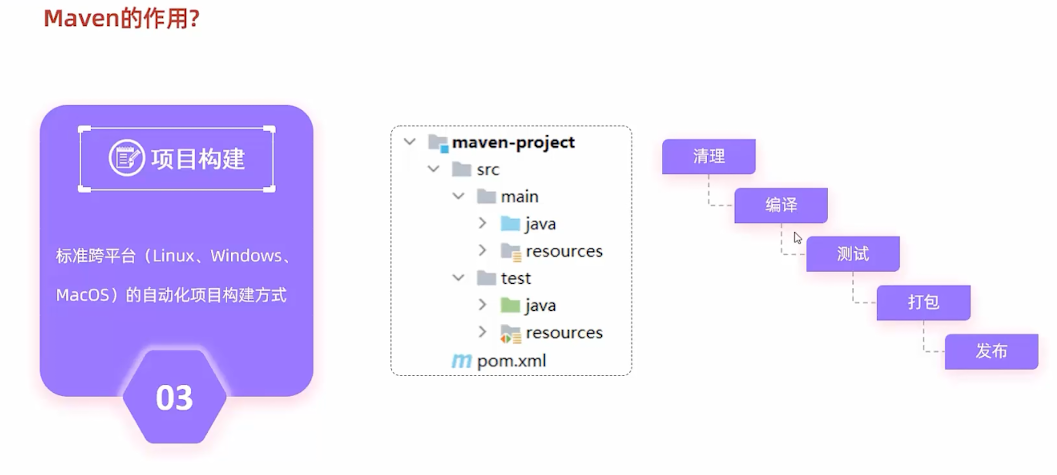 Maven的作用?
项目构建
标准跨平台（Linux、Windows、
MacOS）的自动化项目构建方式
03
maven-project
src
main
java
resources
test
java
resources
pom.xml
清理
编译
测试
打包
发布